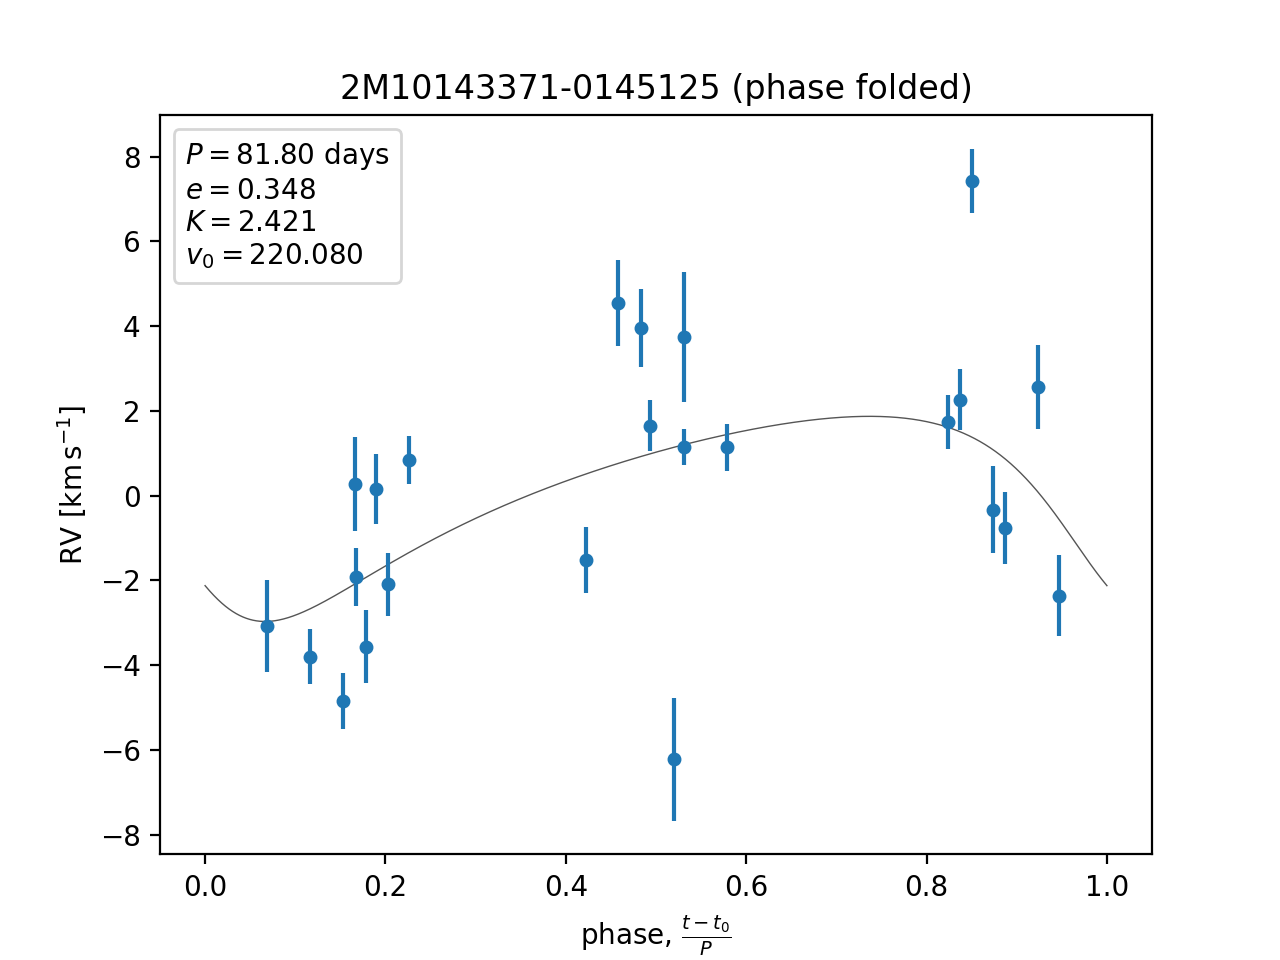 2M10143371-0145125 (phase folded)
P = 81.80 days
e = 0.348
K = 2.421
v₀ = 220.080
8
6
4
2
0
−2
−4
−6
−8
RV [km s⁻¹]
0.0 0.2 0.4 0.6 0.8 1.0
phase, (t − t₀)/P